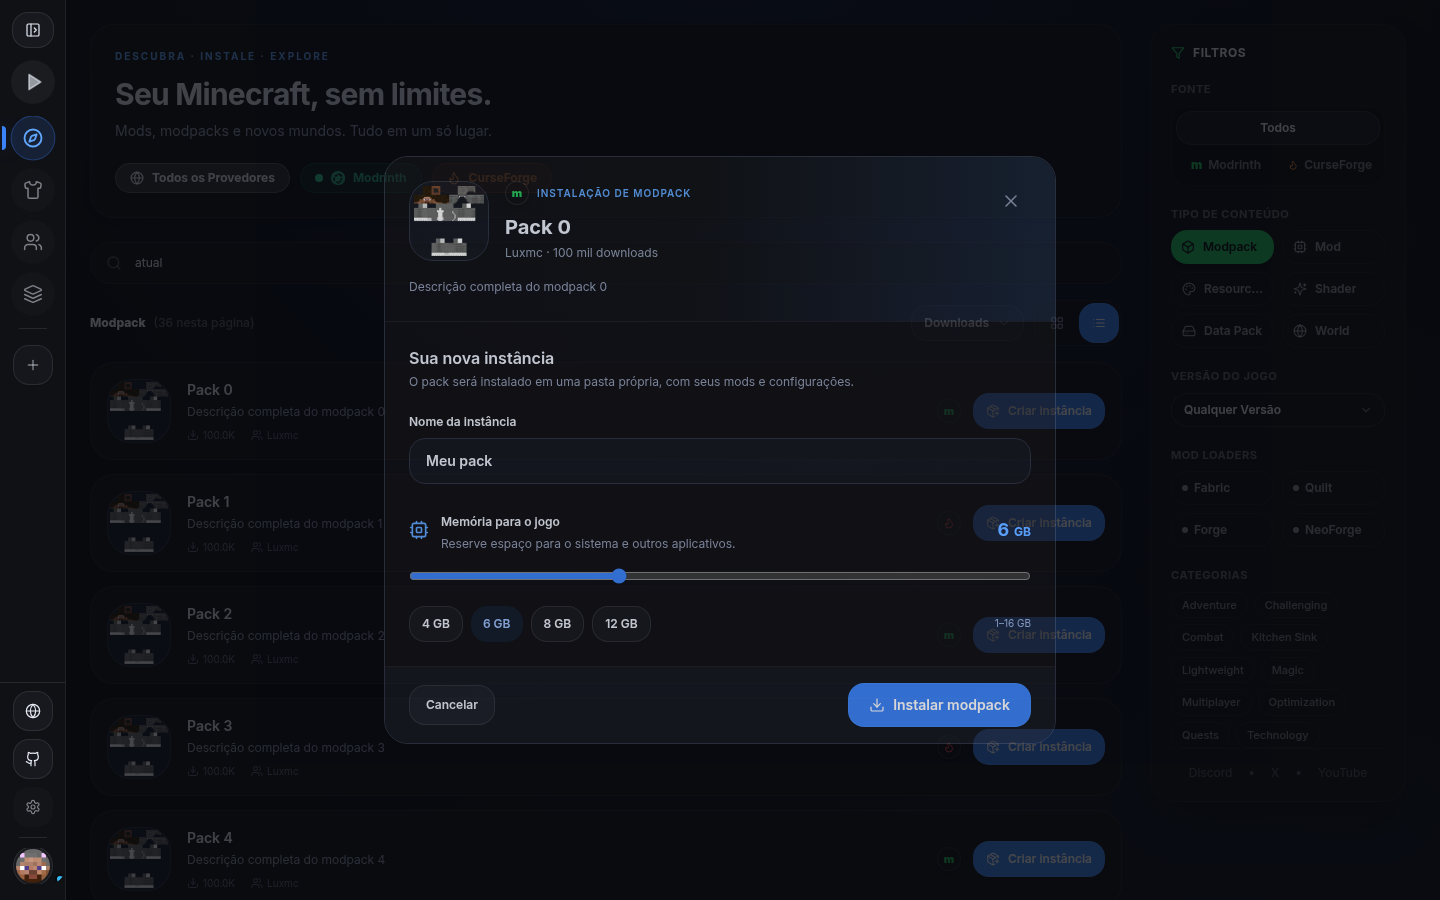 DESCUBRA · INSTALE · EXPLORE
Seu Minecraft, sem limites.
Mods, modpacks e novos mundos. Tudo em um só lugar.
Todos os Provedores
Modrinth
CurseForge
atual
Modpack (36 nesta página)
Downloads
Pack 0
Descrição completa do modpack 0
100.0K Luxmc
m Criar instância
Pack 1
Descrição completa do modpack 1
100.0K Luxmc
Criar instância
Pack 2
Descrição completa do modpack 2
100.0K Luxmc
m Criar instância
Pack 3
Descrição completa do modpack 3
100.0K Luxmc
Criar instância
Pack 4
Descrição completa do modpack 4
100.0K Luxmc
m Criar instância
m INSTALAÇÃO DE MODPACK
Pack 0
Luxmc · 100 mil downloads
Descrição completa do modpack 0
Sua nova instância
O pack será instalado em uma pasta própria, com seus mods e configurações.
Nome da instância
Meu pack
Memória para o jogo
Reserve espaço para o sistema e outros aplicativos.
6 GB
4 GB
6 GB
8 GB
12 GB
1–16 GB
Cancelar
Instalar modpack
FILTROS
FONTE
Todos
m Modrinth
CurseForge
TIPO DE CONTEÚDO
Modpack
Mod
Resourc...
Shader
Data Pack
World
VERSÃO DO JOGO
Qualquer Versão
MOD LOADERS
Fabric
Quilt
Forge
NeoForge
CATEGORIAS
Adventure
Challenging
Combat
Kitchen Sink
Lightweight
Magic
Multiplayer
Optimization
Quests
Technology
Discord • X • YouTube